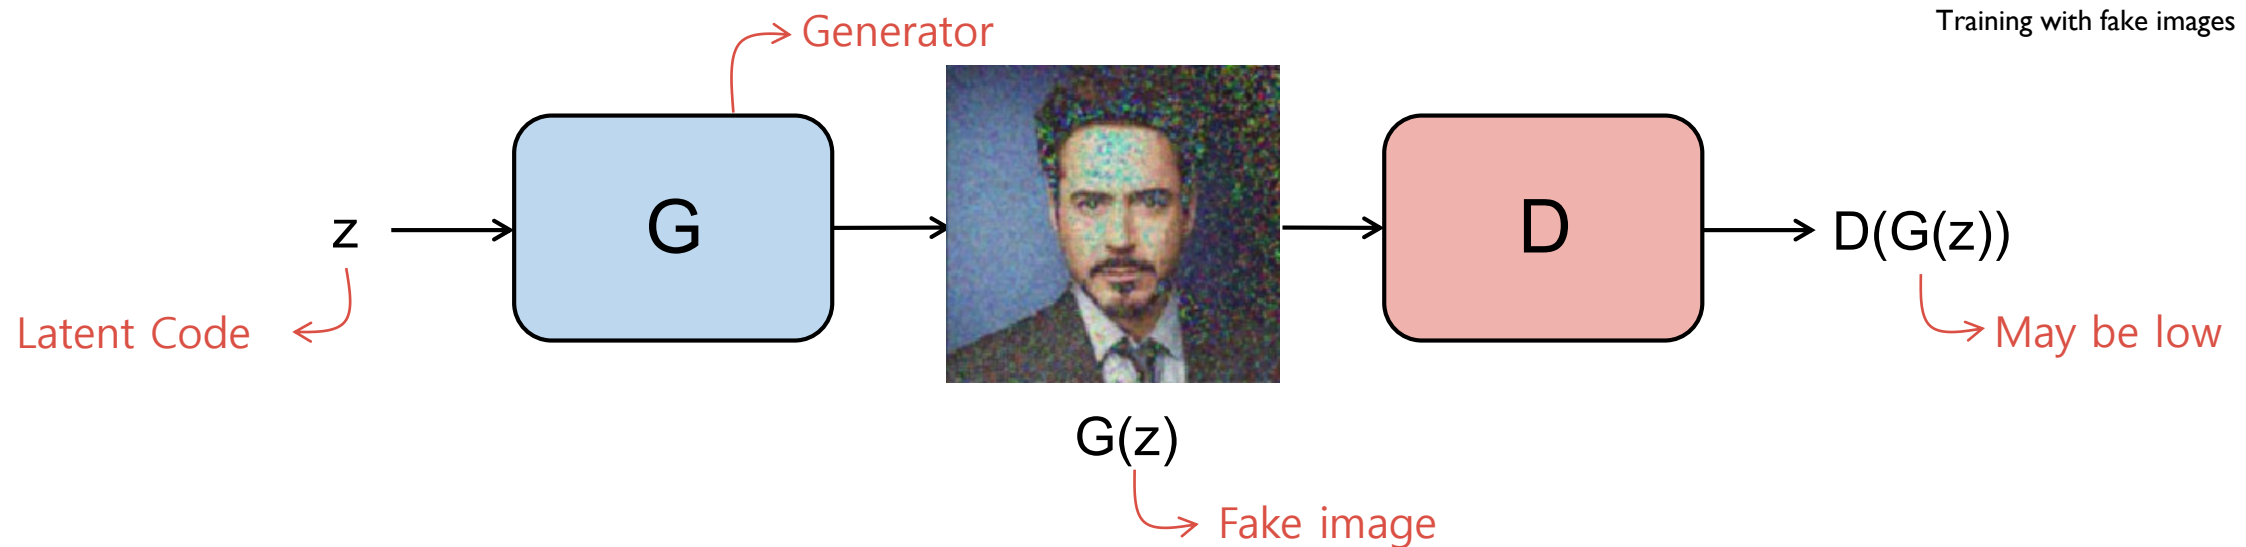 Training with fake images
Generator
z
G
D
D(G(z))
Latent Code
May be low
G(z)
Fake image